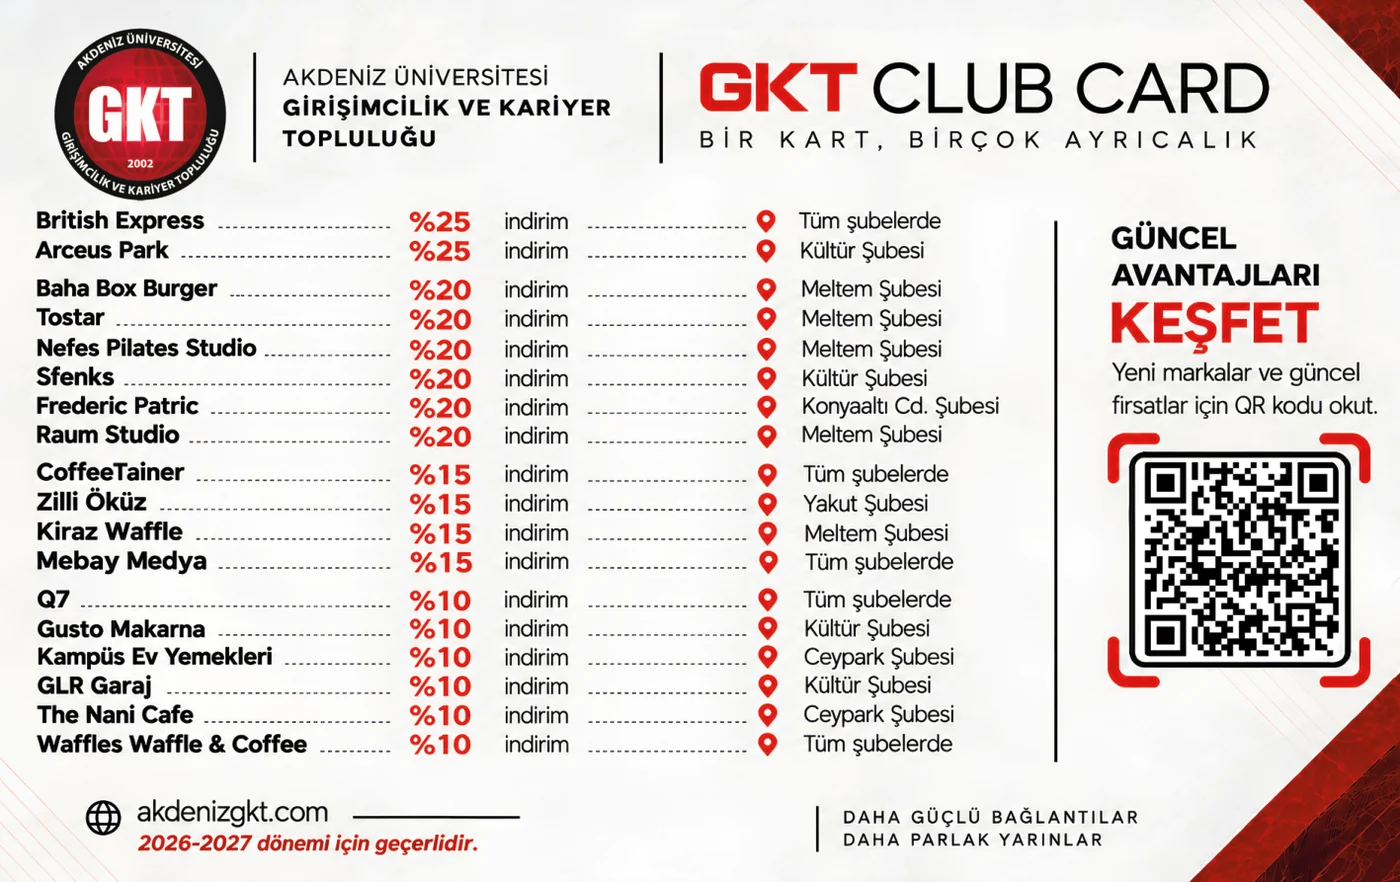 AKDENİZ ÜNİVERSİTESİ
GKT
2002
GİRİŞİMCİLİK VE KARİYER TOPLULUĞU
AKDENİZ ÜNİVERSİTESİ
GİRİŞİMCİLİK VE KARİYER
TOPLULUĞU
GKT CLUB CARD
BİR KART, BİRÇOK AYRICALIK
British Express %25 indirim Tüm şubelerde
Arceus Park %25 indirim Kültür Şubesi
Baha Box Burger %20 indirim Meltem Şubesi
Tostar %20 indirim Meltem Şubesi
Nefes Pilates Studio %20 indirim Meltem Şubesi
Sfenks %20 indirim Kültür Şubesi
Frederic Patric %20 indirim Konyaaltı Cd. Şubesi
Raum Studio %20 indirim Meltem Şubesi
CoffeeTainer %15 indirim Tüm şubelerde
Zilli Öküz %15 indirim Yakut Şubesi
Kiraz Waffle %15 indirim Meltem Şubesi
Mebay Medya %15 indirim Tüm şubelerde
Q7 %10 indirim Tüm şubelerde
Gusto Makarna %10 indirim Kültür Şubesi
Kampüs Ev Yemekleri %10 indirim Ceypark Şubesi
GLR Garaj %10 indirim Kültür Şubesi
The Nani Cafe %10 indirim Ceypark Şubesi
Waffles Waffle & Coffee %10 indirim Tüm şubelerde
GÜNCEL
AVANTAJLARI
KEŞFET
Yeni markalar ve güncel
fırsatlar için QR kodu okut.
akdenizgkt.com
2026-2027 dönemi için geçerlidir.
DAHA GÜÇLÜ BAĞLANTILAR
DAHA PARLAK YARINLAR